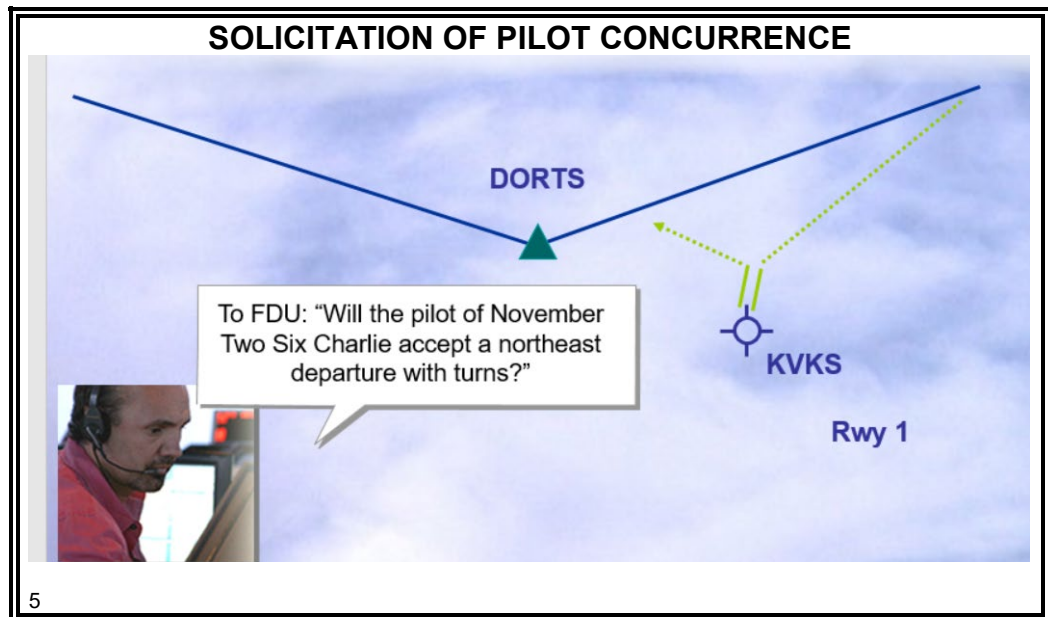 SOLICITATION OF PILOT CONCURRENCE
DORTS
To FDU: “Will the pilot of November
Two Six Charlie accept a northeast
departure with turns?”
KVKS
Rwy 1
5